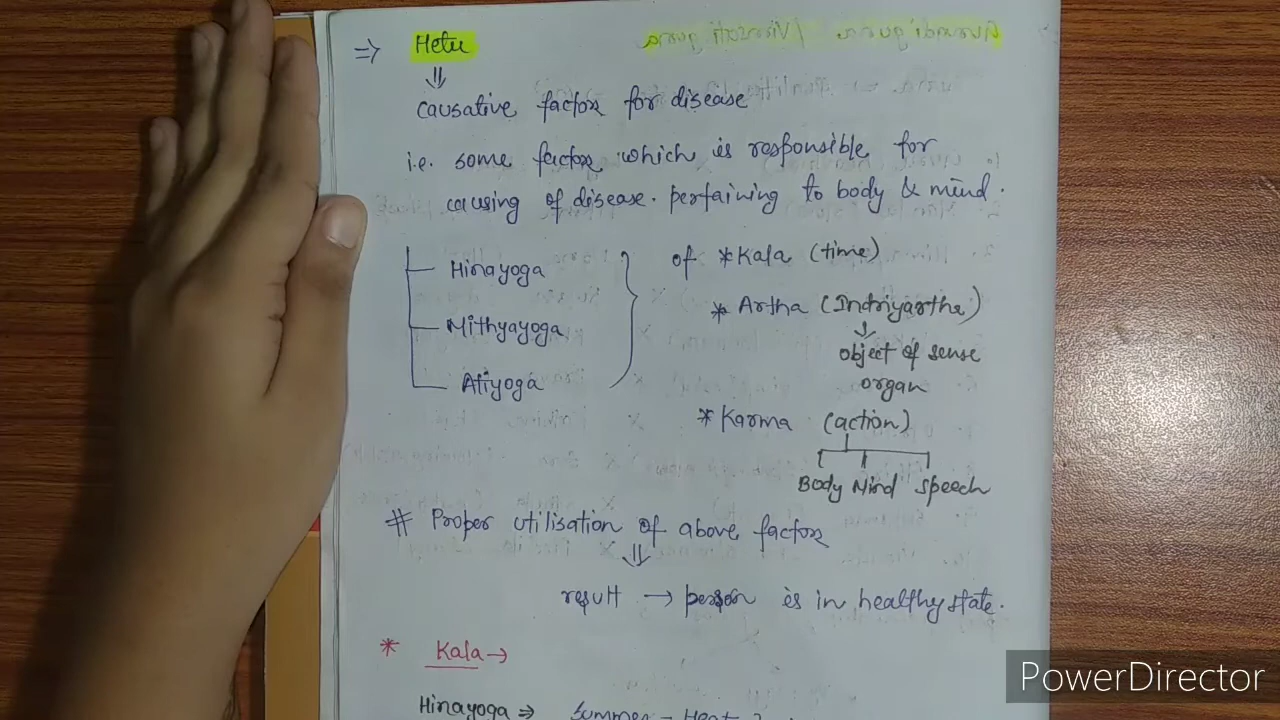 ⇒ Hetu
⇓
causative factor for disease
i.e. some factor which is responsible for
causing of disease. pertaining to body & mind.
Hinayoga
Mithyayoga
Atiyoga
of * Kala (time)
* Artha (Indriyartha)
↓
object of sense
organ
* Karma (action)
Body Mind Speech
# Proper utilisation of above factor
⇓
result → person is in healthy state.
* Kala →
Hinayoga ⇒ Summer - Heat
PowerDirector